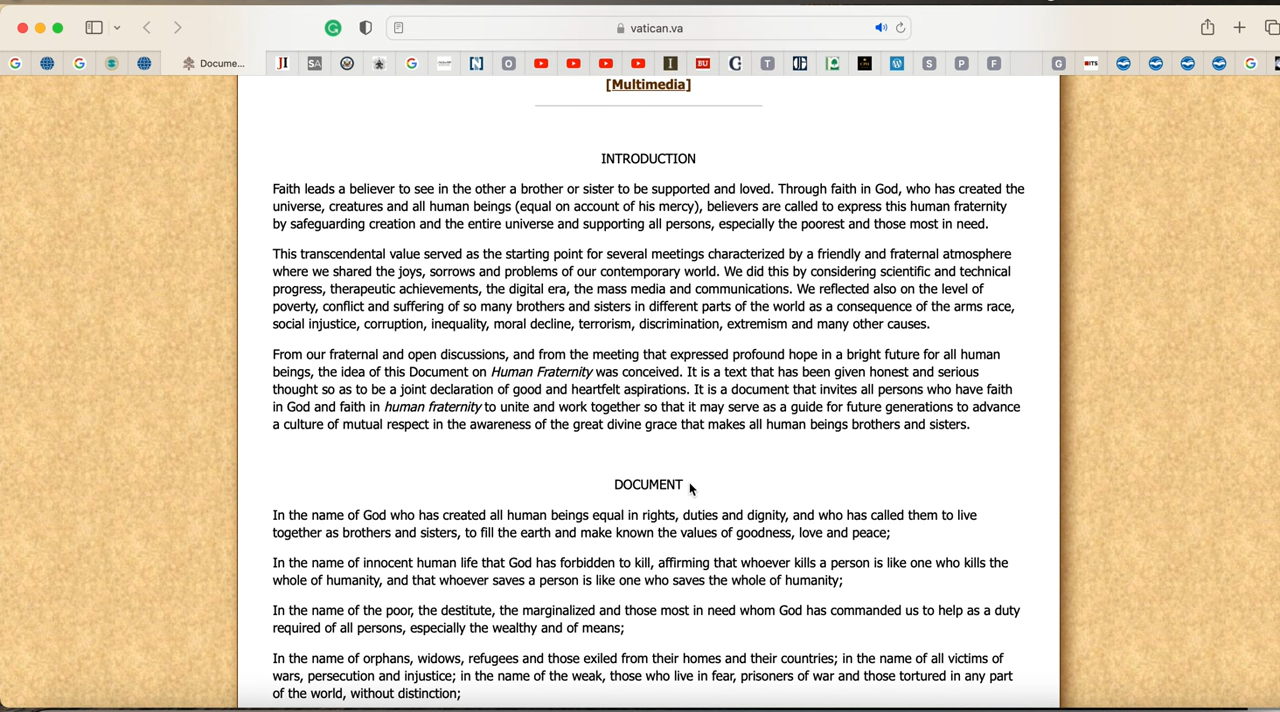 vatican.va
Docume...
JI
SA
N
O
I
BU
G
T
S
P
F
G
BITS
[Multimedia]
INTRODUCTION
Faith leads a believer to see in the other a brother or sister to be supported and loved. Through faith in God, who has created the
universe, creatures and all human beings (equal on account of his mercy), believers are called to express this human fraternity
by safeguarding creation and the entire universe and supporting all persons, especially the poorest and those most in need.
This transcendental value served as the starting point for several meetings characterized by a friendly and fraternal atmosphere
where we shared the joys, sorrows and problems of our contemporary world. We did this by considering scientific and technical
progress, therapeutic achievements, the digital era, the mass media and communications. We reflected also on the level of
poverty, conflict and suffering of so many brothers and sisters in different parts of the world as a consequence of the arms race,
social injustice, corruption, inequality, moral decline, terrorism, discrimination, extremism and many other causes.
From our fraternal and open discussions, and from the meeting that expressed profound hope in a bright future for all human
beings, the idea of this Document on Human Fraternity was conceived. It is a text that has been given honest and serious
thought so as to be a joint declaration of good and heartfelt aspirations. It is a document that invites all persons who have faith
in God and faith in human fraternity to unite and work together so that it may serve as a guide for future generations to advance
a culture of mutual respect in the awareness of the great divine grace that makes all human beings brothers and sisters.
DOCUMENT
In the name of God who has created all human beings equal in rights, duties and dignity, and who has called them to live
together as brothers and sisters, to fill the earth and make known the values of goodness, love and peace;
In the name of innocent human life that God has forbidden to kill, affirming that whoever kills a person is like one who kills the
whole of humanity, and that whoever saves a person is like one who saves the whole of humanity;
In the name of the poor, the destitute, the marginalized and those most in need whom God has commanded us to help as a duty
required of all persons, especially the wealthy and of means;
In the name of orphans, widows, refugees and those exiled from their homes and their countries; in the name of all victims of
wars, persecution and injustice; in the name of the weak, those who live in fear, prisoners of war and those tortured in any part
of the world, without distinction;